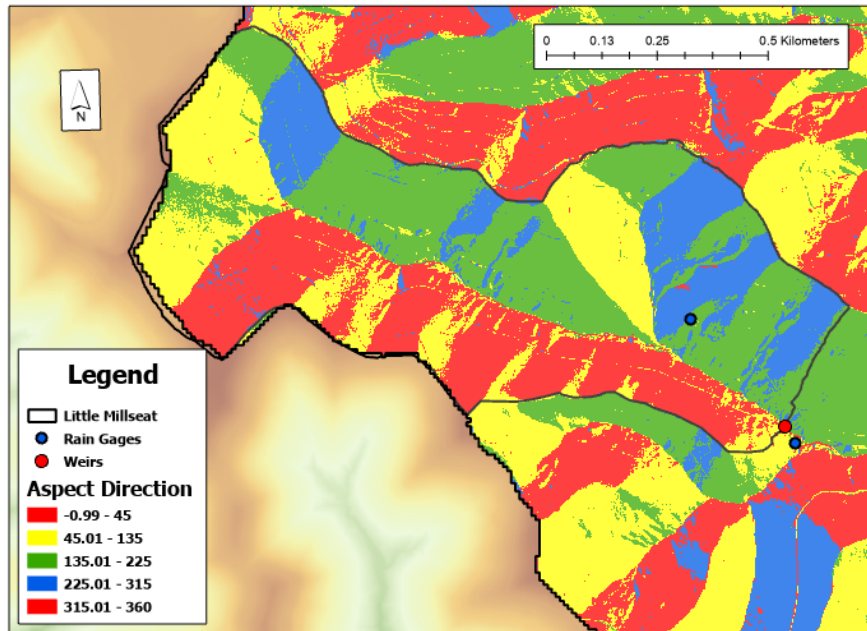 0 0.13 0.25 0.5 Kilometers
N
Legend
Little Millseat
Rain Gages
Weirs
Aspect Direction
-0.99 - 45
45.01 - 135
135.01 - 225
225.01 - 315
315.01 - 360